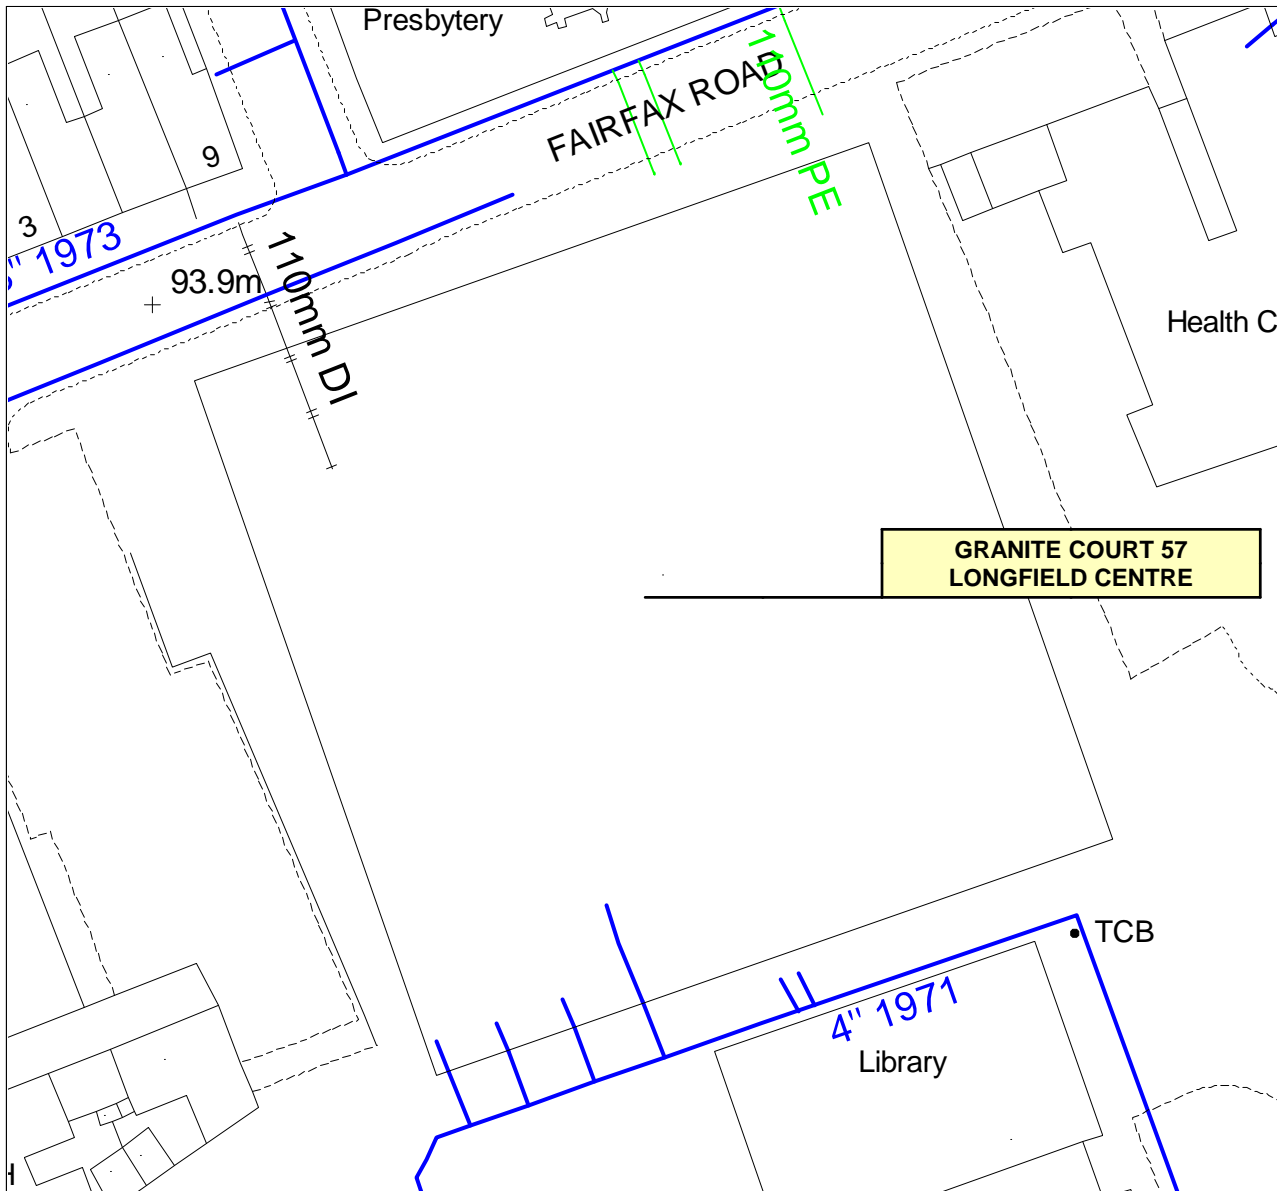 Presbytery
FAIRFAX ROAD
110mm PE
9
3
" 1973
93.9m
110mm DI
Health C
GRANITE COURT 57
LONGFIELD CENTRE
TCB
4" 1971
Library